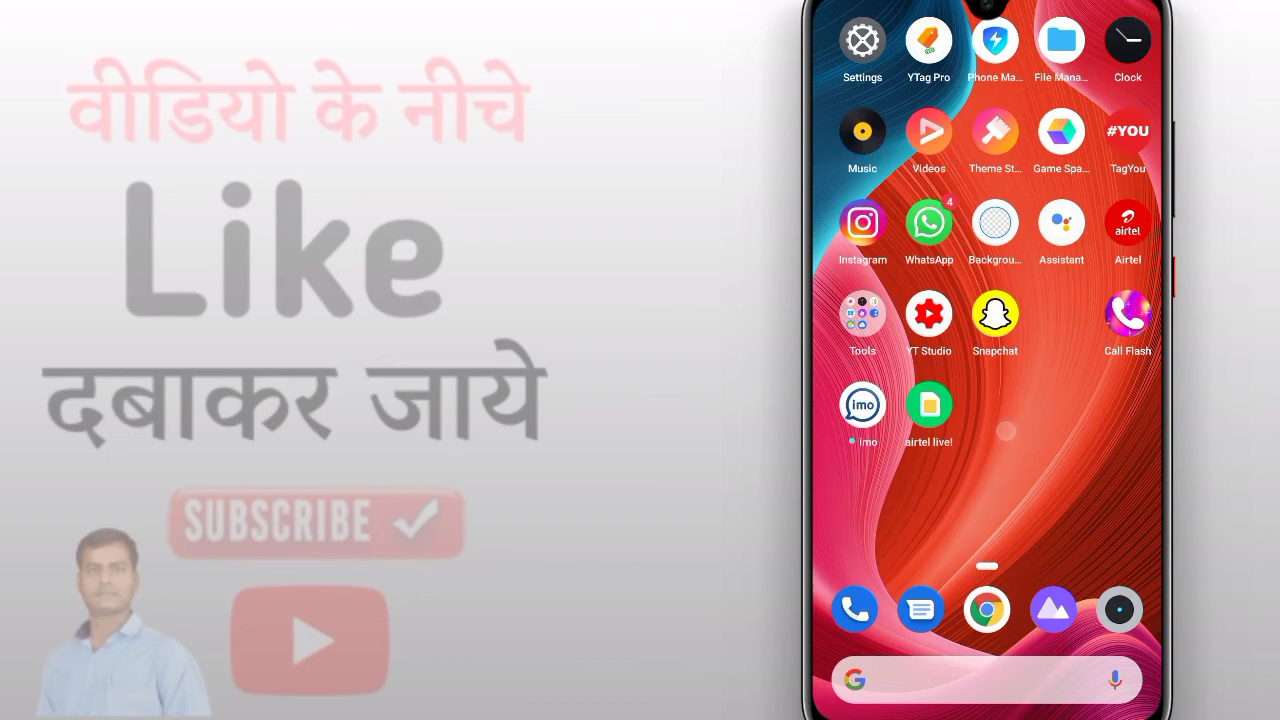 वीडियो के नीचे
Like
दबाकर जाये
SUBSCRIBE
Settings
YTag Pro
Phone Ma...
File Mana...
Clock
#YOU
Music
Videos
Theme St...
Game Spa...
TagYou
4
airtel
Instagram
WhatsApp
Backgrou...
Assistant
Airtel
Tools
YT Studio
Snapchat
Call Flash
imo
imo
airtel live!